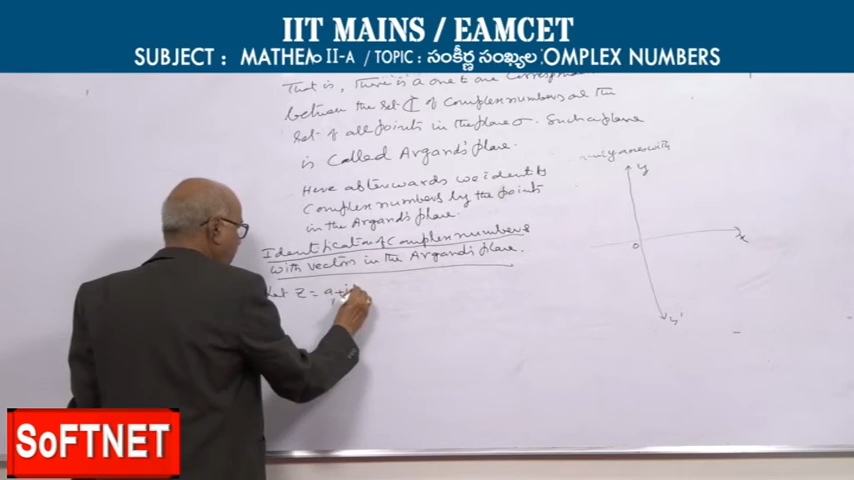 IIT MAINS / EAMCET
SUBJECT : MATHEM II-A / TOPIC : సంకీర్ణ సంఖ్యలు OMPLEX NUMBERS
That is, There is a one to one Correspon
between the set ℂ of Complex numbers and the
set of all points in the plane σ. Such a plane
is Called Argand's plane.
Here afterwards we identify
Complex numbers by the points
in the Argand's plane.
Identification of Complex numbers
with vectors in the Argand's plane.
Let Z = a+i
y
o
x
y'
SoFTNET